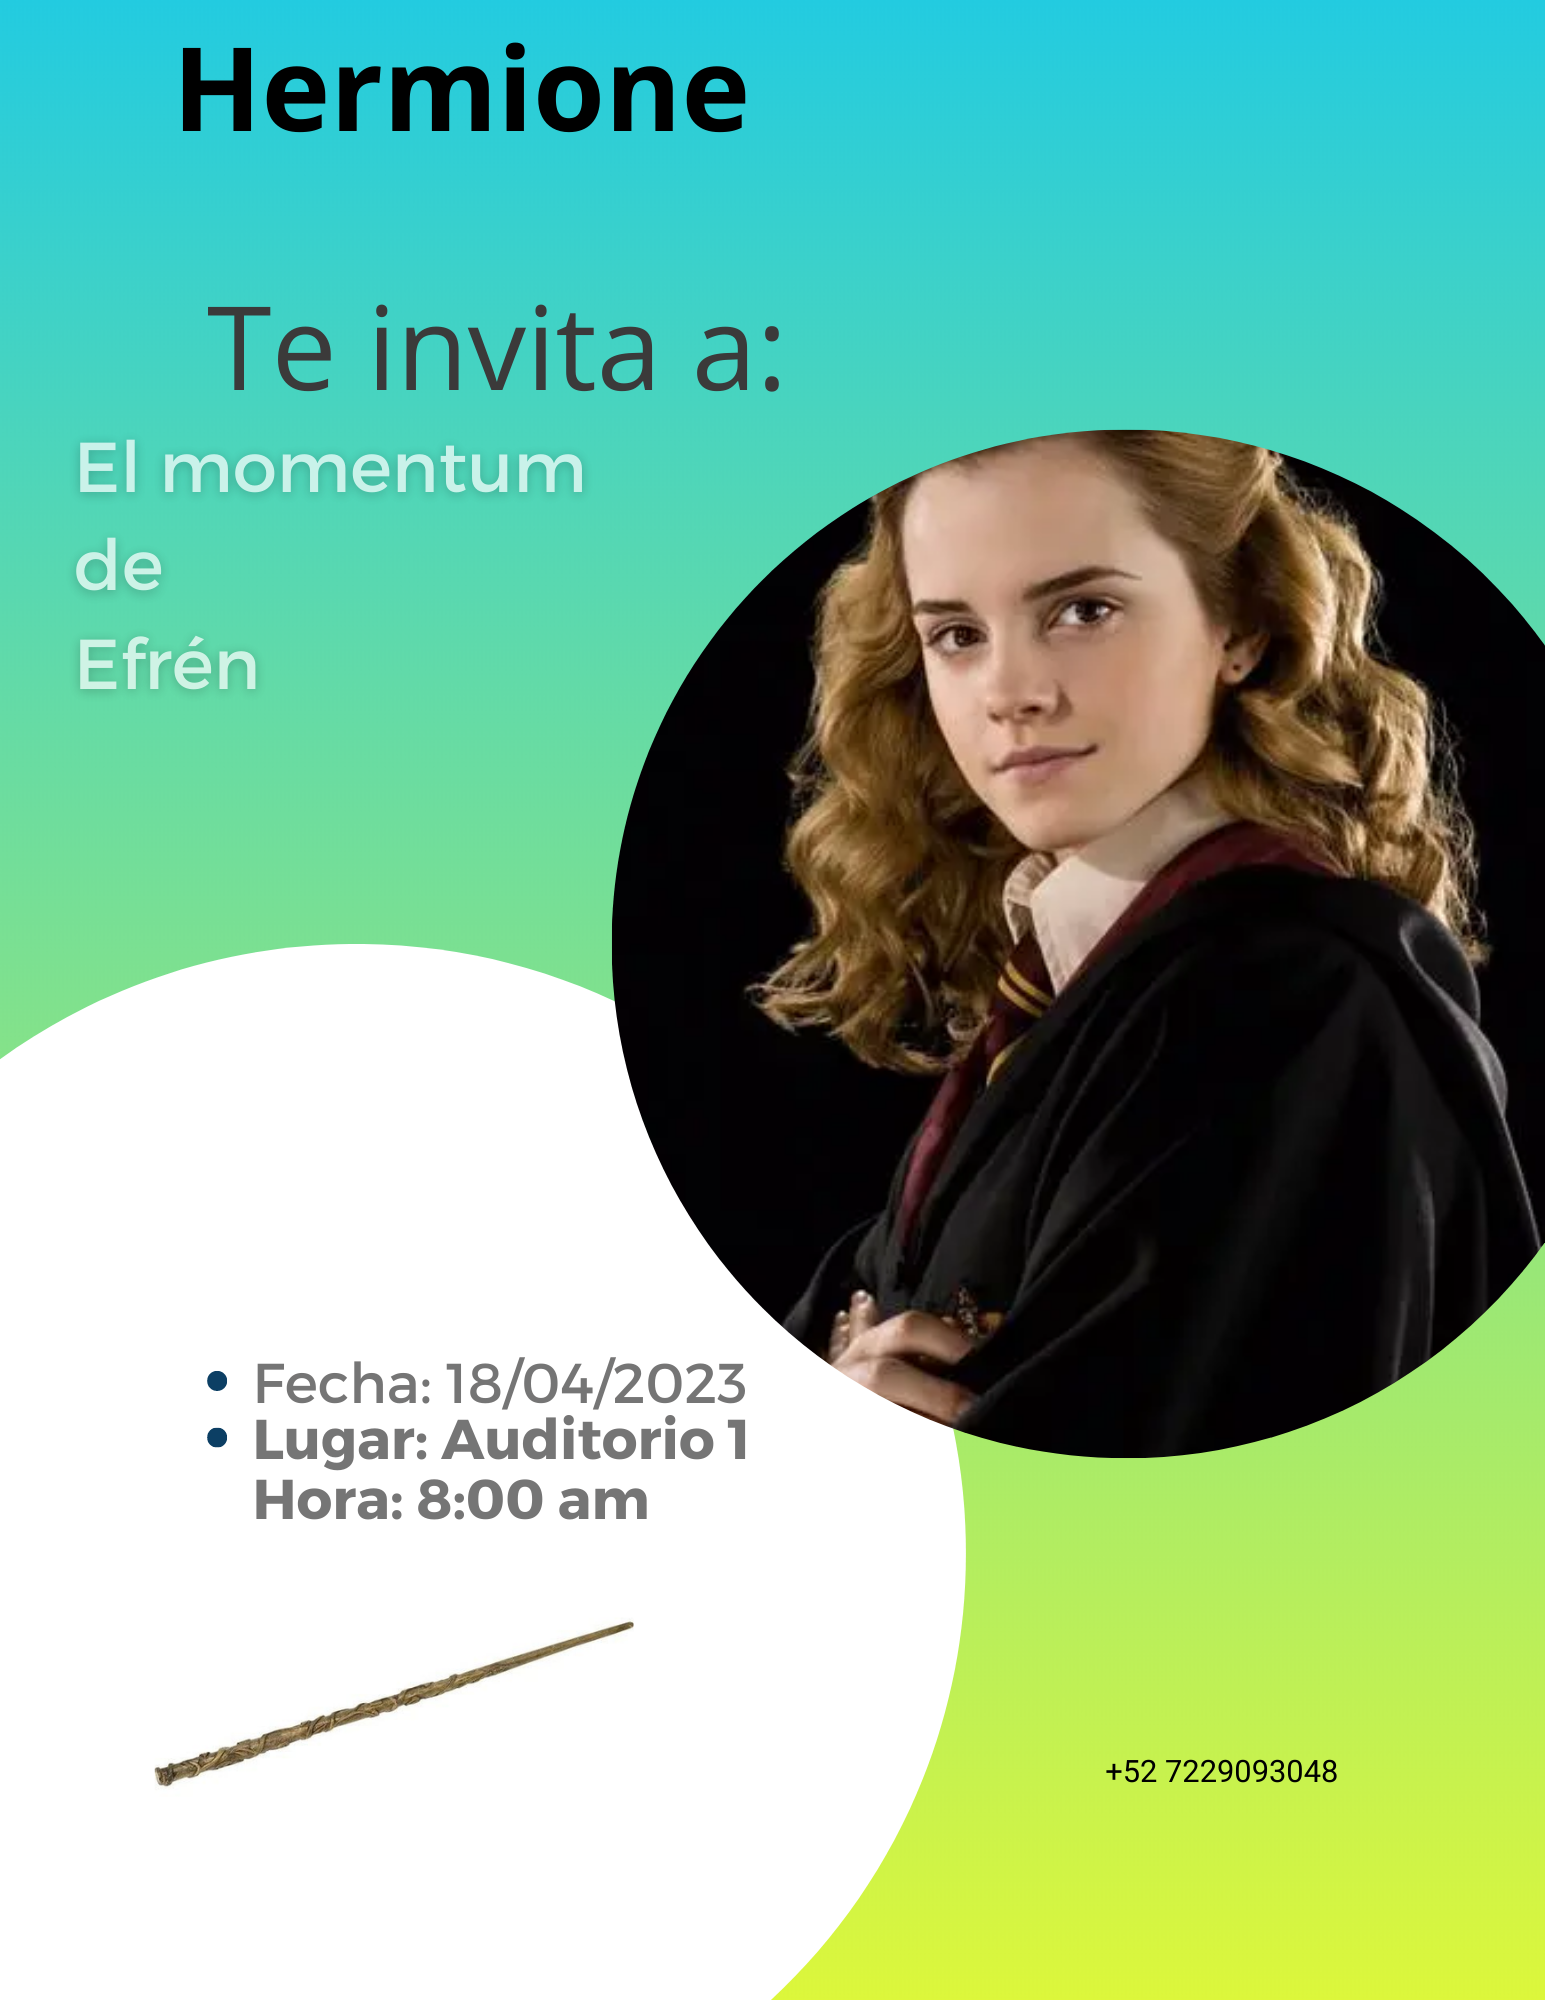 Hermione
Te invita a:
El momentum
de
Efrén
Fecha: 18/04/2023
Lugar: Auditorio 1
Hora: 8:00 am
+52 7229093048